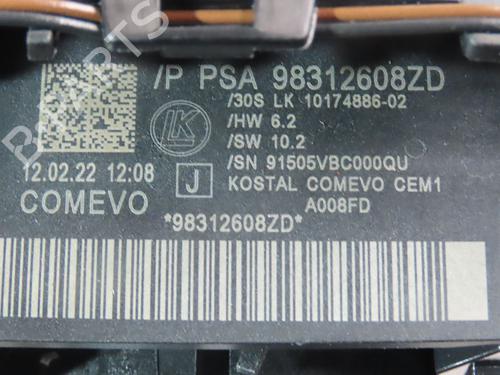 /P PSA 98312608ZD
/30S LK 10174886-02
/HW 6.2
LK
/SW 10.2
/SN 91505VBC000QU
12.02.22 12:08
J
KOSTAL COMEVO CEM1
COMEVO
A008FD
*98312608ZD*
B-PARTS